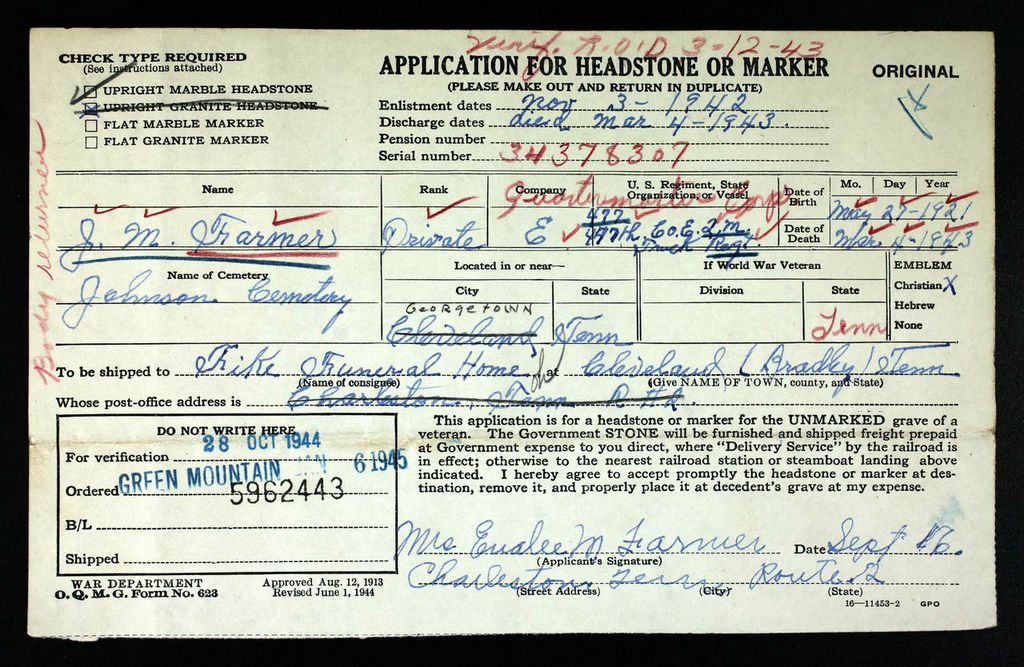 Verif. R.O.D 3-12-43
CHECK TYPE REQUIRED
(See instructions attached)
UPRIGHT MARBLE HEADSTONE
UPRIGHT GRANITE HEADSTONE
FLAT MARBLE MARKER
FLAT GRANITE MARKER
APPLICATION FOR HEADSTONE OR MARKER
(PLEASE MAKE OUT AND RETURN IN DUPLICATE)
ORIGINAL
Enlistment dates Nov 3- 1942
Discharge dates died Mar 4-1943.
Pension number
Serial number 34378307
Body returned
Name Rank Company U. S. Regiment, State Organization, or Vessel
Quartermaster Corps
Date of Birth Mo. Day Year
May 27-1921
J. M. Farmer Private E 477
477th, Co. E. Q.M.
Truck Regt.
Date of Death Mar. 4-1943
Name of Cemetery
Johnson Cemetery
Located in or near—
City State
GEORGETOWN
Cleveland Tenn
If World War Veteran
Division State
Tenn
EMBLEM
Christian X
Hebrew
None
To be shipped to Fike Funeral Home at Cleveland (Bradley) Tenn
(Name of consignee) (Give NAME OF TOWN, county, and State)
Whose post-office address is Charleston, Tenn R#2.
DO NOT WRITE HERE
28 OCT 1944
For verification
JAN 6 1945
GREEN MOUNTAIN
Ordered 5962443
B/L
Shipped
This application is for a headstone or marker for the UNMARKED grave of a
veteran. The Government STONE will be furnished and shipped freight prepaid
at Government expense to you direct, where “Delivery Service” by the railroad is
in effect; otherwise to the nearest railroad station or steamboat landing above
indicated. I hereby agree to accept promptly the headstone or marker at des-
tination, remove it, and properly place it at decedent's grave at my expense.
Mrs Eualee M Farmer Date Sept 16.
(Applicant's Signature)
Charleston, Tenn, Route 2
(Street Address) (City) (State)
WAR DEPARTMENT
O. Q. M. G. Form No. 623
Approved Aug. 12, 1913
Revised June 1, 1944
16—11453-2 GPO